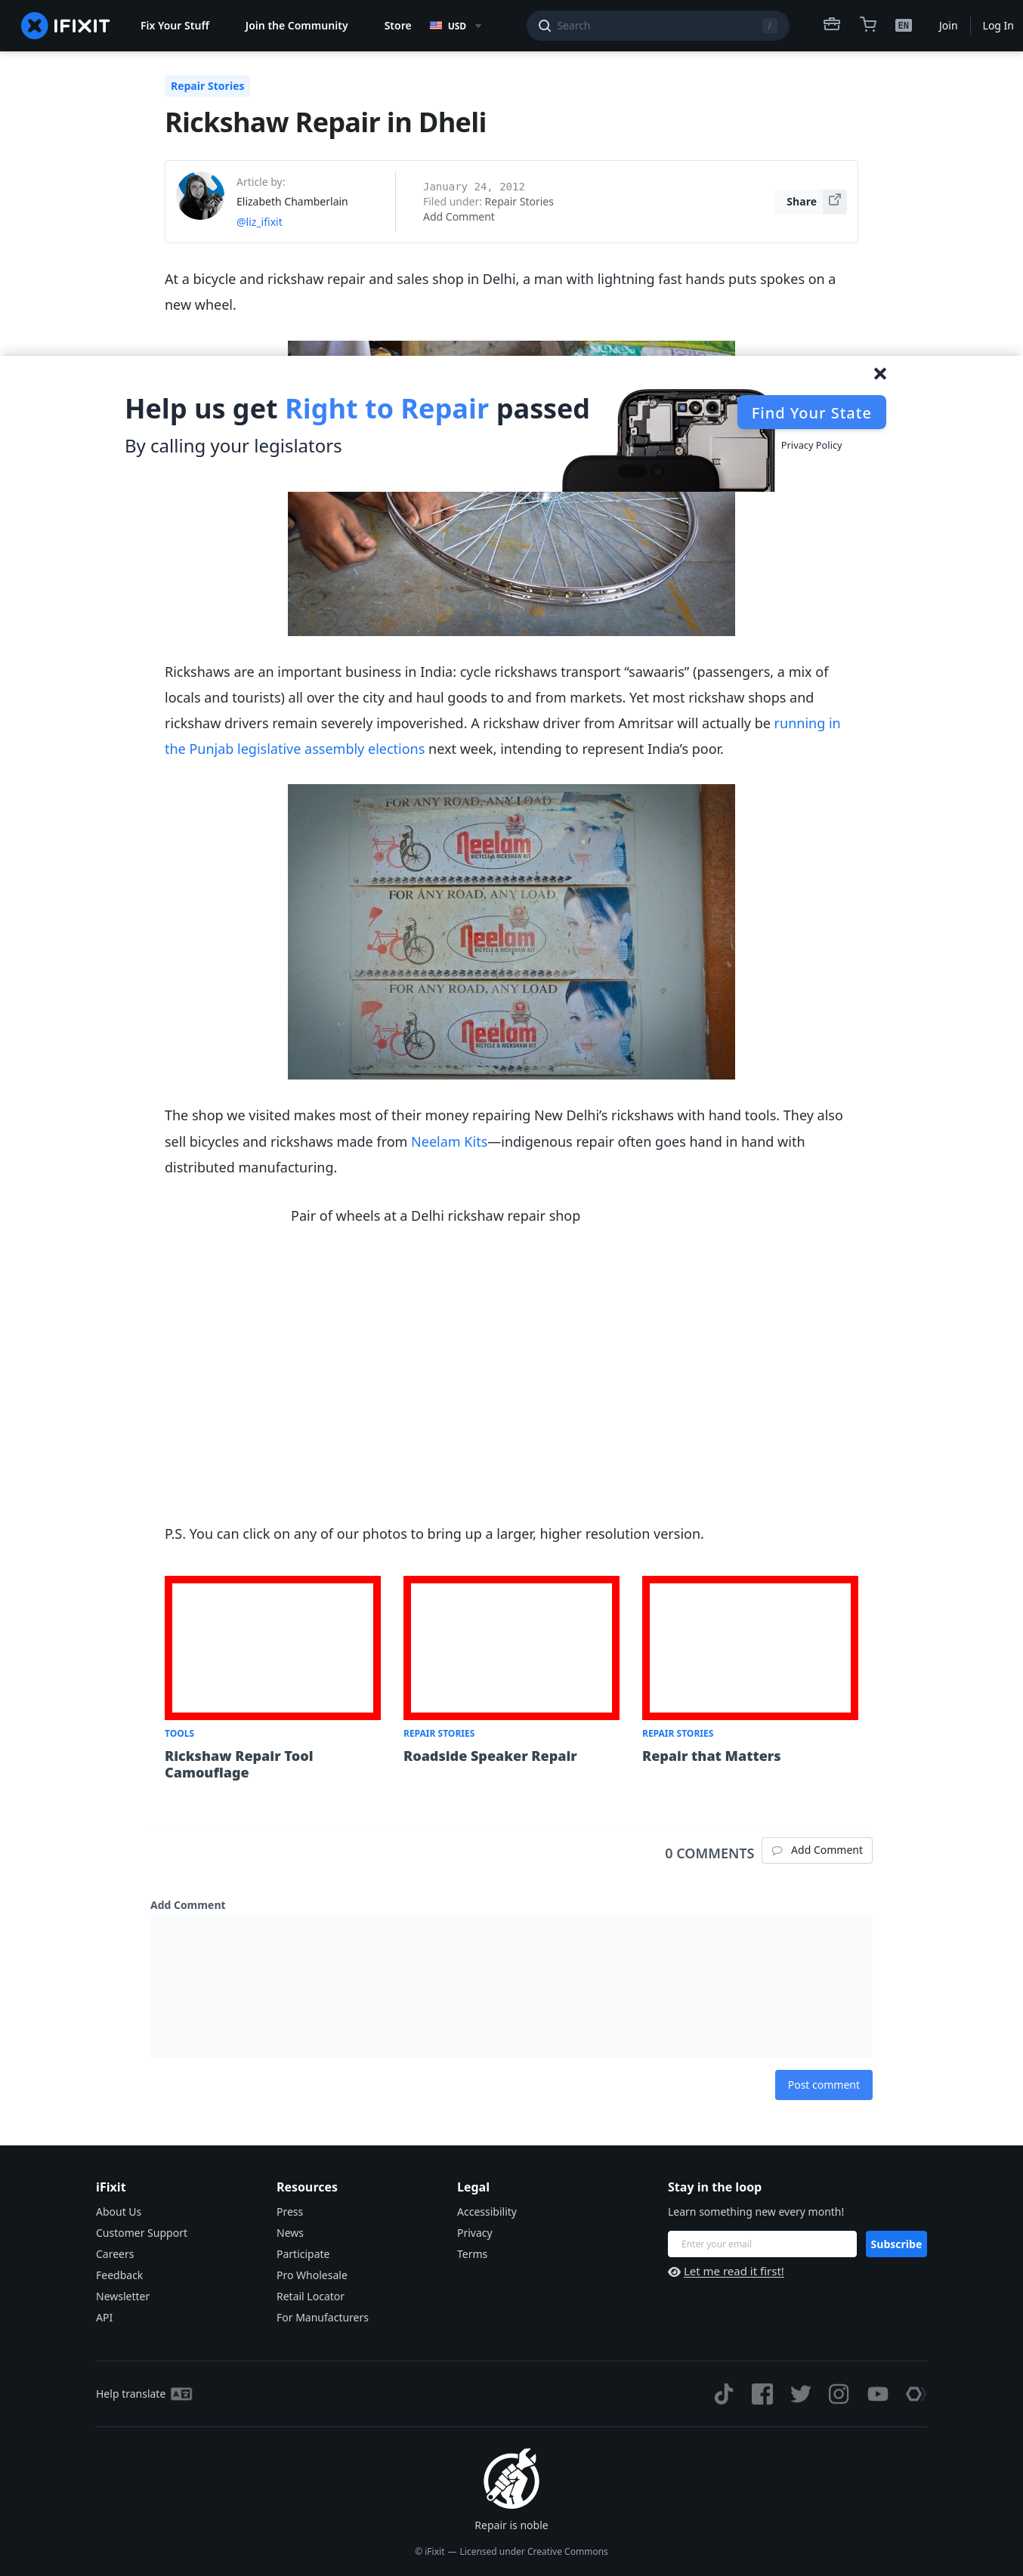 IFIXIT
Fix Your Stuff
Join the Community
Store
USD
Search
/
EN
Join
Log In
Repair Stories
Rickshaw Repair in Dheli
Article by:
Elizabeth Chamberlain
@liz_ifixit
January 24, 2012
Filed under: Repair Stories
Add Comment
Share
At a bicycle and rickshaw repair and sales shop in Delhi, a man with lightning fast hands puts spokes on a
new wheel.
Help us get Right to Repair passed
By calling your legislators
Find Your State
Privacy Policy
Rickshaws are an important business in India: cycle rickshaws transport “sawaaris” (passengers, a mix of
locals and tourists) all over the city and haul goods to and from markets. Yet most rickshaw shops and
rickshaw drivers remain severely impoverished. A rickshaw driver from Amritsar will actually be running in
the Punjab legislative assembly elections next week, intending to represent India’s poor.
FOR ANY ROAD, ANY LOAD
Neelam
BICYCLE & RICKSHAW KIT
FOR ANY ROAD, ANY LOAD
Neelam
BICYCLE & RICKSHAW KIT
FOR ANY ROAD, ANY LOAD
Neelam
BICYCLE & RICKSHAW KIT
The shop we visited makes most of their money repairing New Delhi’s rickshaws with hand tools. They also
sell bicycles and rickshaws made from Neelam Kits—indigenous repair often goes hand in hand with
distributed manufacturing.
Pair of wheels at a Delhi rickshaw repair shop
P.S. You can click on any of our photos to bring up a larger, higher resolution version.
TOOLS
Rickshaw Repair Tool
Camouflage
REPAIR STORIES
Roadside Speaker Repair
REPAIR STORIES
Repair that Matters
0 COMMENTS
Add Comment
Add Comment
Post comment
iFixit
About Us
Customer Support
Careers
Feedback
Newsletter
API
Resources
Press
News
Participate
Pro Wholesale
Retail Locator
For Manufacturers
Legal
Accessibility
Privacy
Terms
Stay in the loop
Learn something new every month!
Enter your email
Subscribe
Let me read it first!
Help translate
Repair is noble
© iFixit — Licensed under Creative Commons